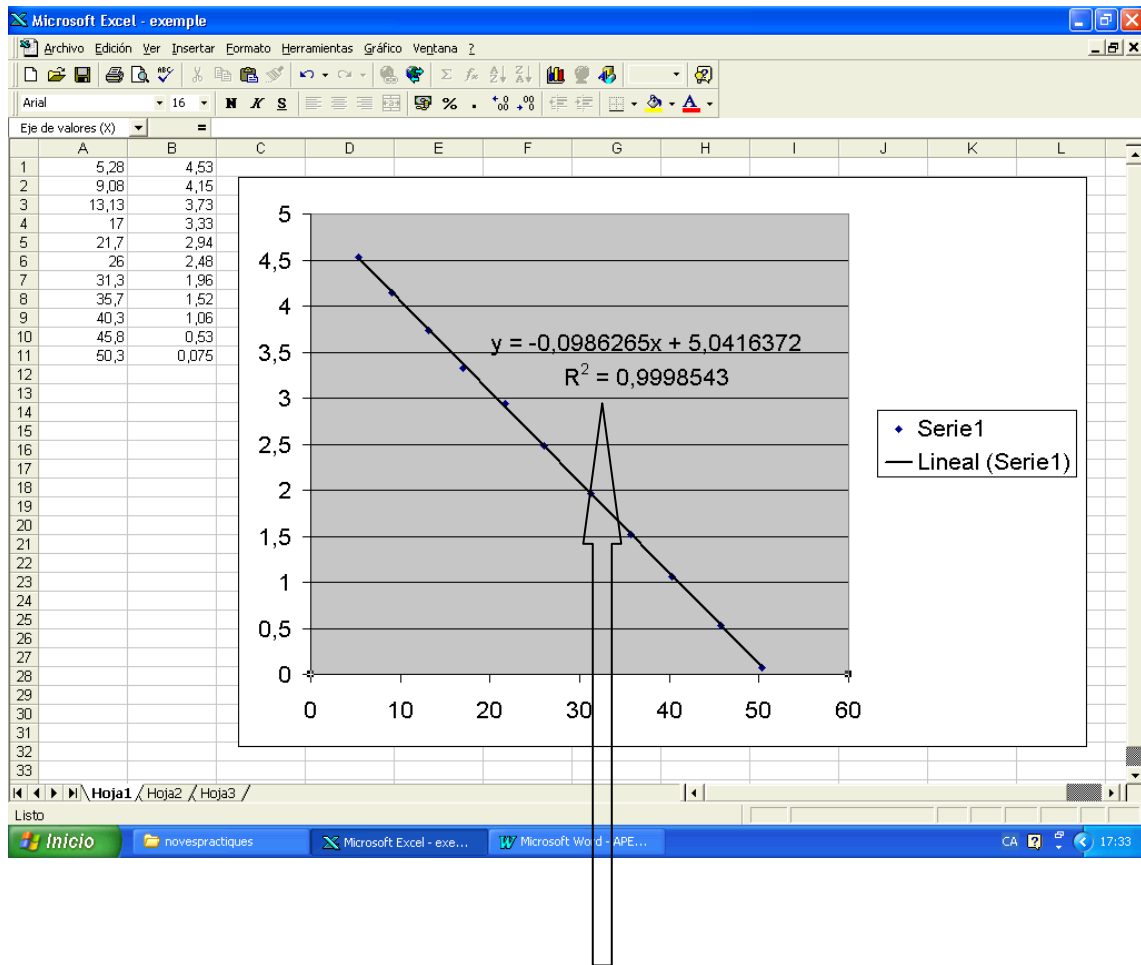 Microsoft Excel - exemple
Archivo Edición Ver Insertar Formato Herramientas Gráfico Ventana ?
Arial 16 N K S % .
Eje de valores (X) =
A B C D E F G H I J K L
1 5,28 4,53
2 9,08 4,15
3 13,13 3,73
4 17 3,33
5 21,7 2,94
6 26 2,48
7 31,3 1,96
8 35,7 1,52
9 40,3 1,06
10 45,8 0,53
11 50,3 0,075
12
13
14
15
16
17
18
19
20
21
22
23
24
25
26
27
28
29
30
31
32
33
5
4,5
4
3,5
3
2,5
2
1,5
1
0,5
0
0 10 20 30 40 50 60
y = -0,0986265x + 5,0416372
R² = 0,9998543
Serie1
Lineal (Serie1)
Hoja1 Hoja2 Hoja3
Listo
Inicio novespractiques Microsoft Excel - exe... Microsoft Word - APE... CA 17:33